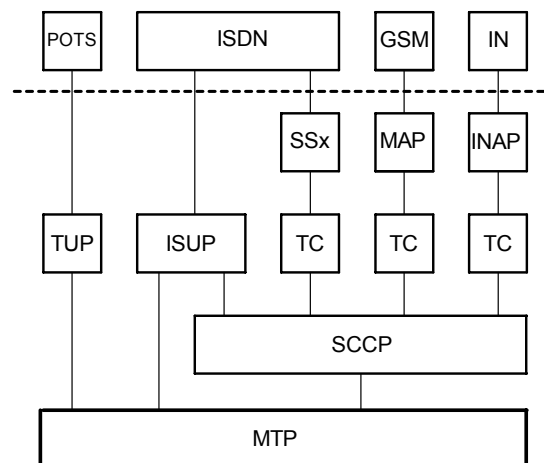 POTS ISDN GSM IN
SSx MAP INAP
TUP ISUP TC TC TC
SCCP
MTP